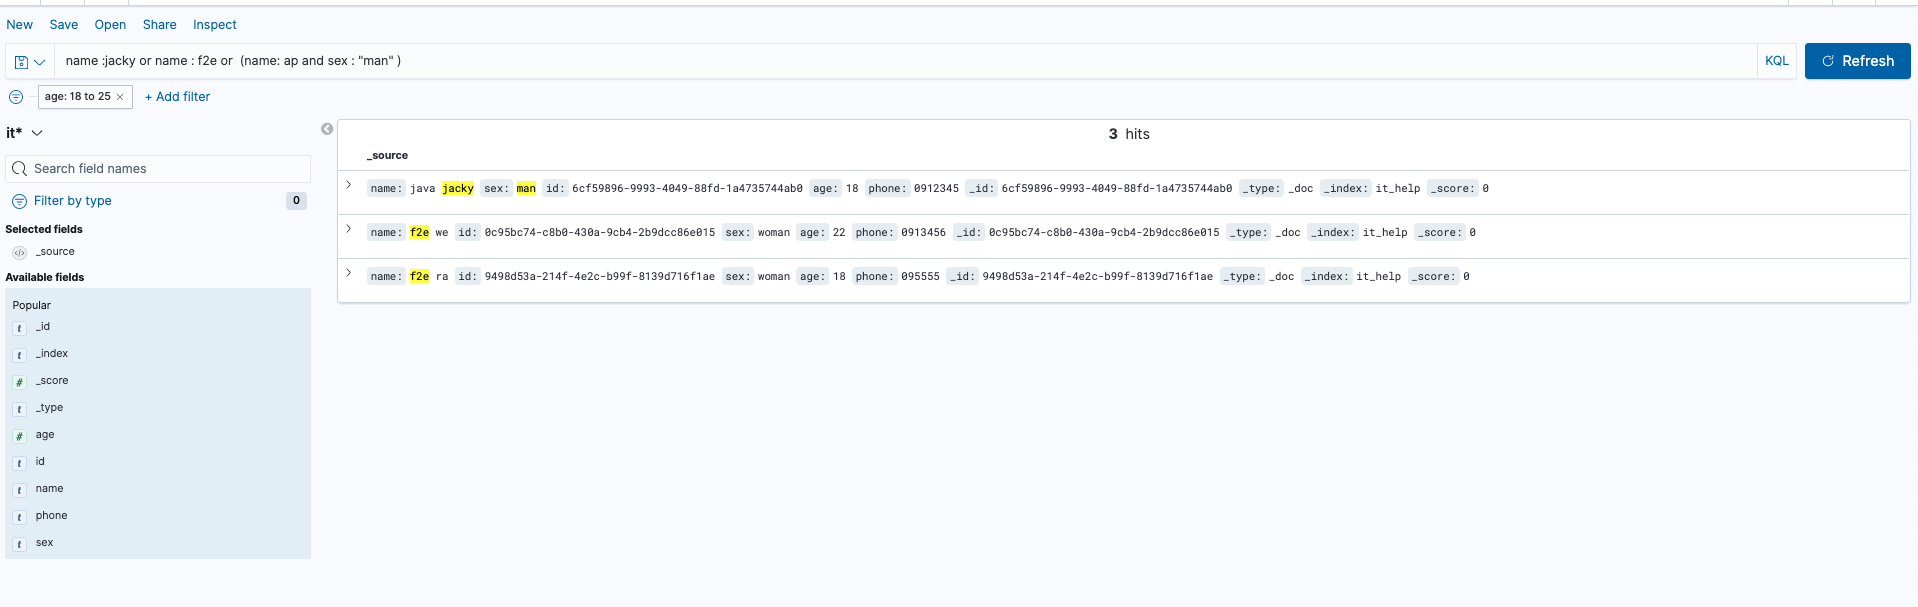 New Save Open Share Inspect
name :jacky or name : f2e or  (name: ap and sex : "man" ) KQL Refresh
age: 18 to 25 × + Add filter
it*
Search field names
Filter by type 0
Selected fields
_source
Available fields
Popular
_id
_index
_score
_type
age
id
name
phone
sex
3 hits
_source
name: java jacky sex: man id: 6cf59896-9993-4049-88fd-1a4735744ab0 age: 18 phone: 0912345 _id: 6cf59896-9993-4049-88fd-1a4735744ab0 _type: _doc _index: it_help _score: 0
name: f2e we id: 0c95bc74-c8b0-430a-9cb4-2b9dcc86e015 sex: woman age: 22 phone: 0913456 _id: 0c95bc74-c8b0-430a-9cb4-2b9dcc86e015 _type: _doc _index: it_help _score: 0
name: f2e ra id: 9498d53a-214f-4e2c-b99f-8139d716f1ae sex: woman age: 18 phone: 095555 _id: 9498d53a-214f-4e2c-b99f-8139d716f1ae _type: _doc _index: it_help _score: 0